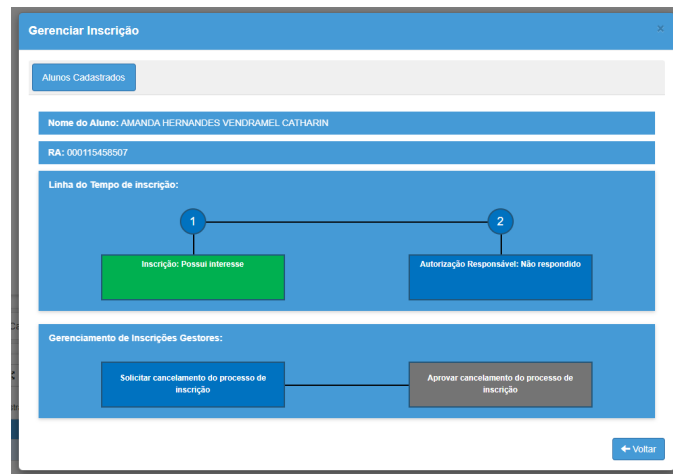 Gerenciar Inscrição
×
Alunos Cadastrados
Nome do Aluno: AMANDA HERNANDES VENDRAMEL CATHARIN
RA: 000115458507
Linha do Tempo de inscrição:
1
2
Inscrição: Possui interesse
Autorização Responsável: Não respondido
Gerenciamento de Inscrições Gestores:
Solicitar cancelamento do processo de
inscrição
Aprovar cancelamento do processo de
inscrição
Voltar